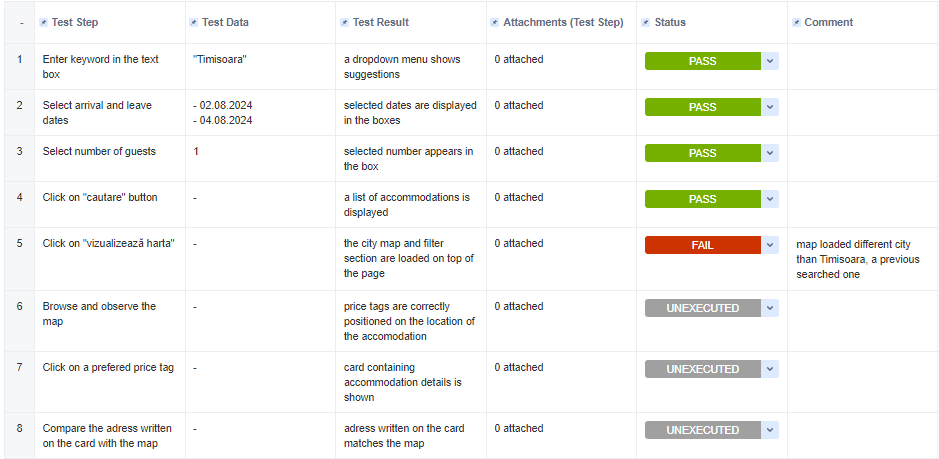 - Test Step Test Data Test Result Attachments (Test Step) Status Comment
1 Enter keyword in the text "Timisoara" a dropdown menu shows 0 attached PASS
box suggestions
2 Select arrival and leave - 02.08.2024 selected dates are displayed 0 attached PASS
dates - 04.08.2024 in the boxes
3 Select number of guests 1 selected number appears in 0 attached PASS
the box
4 Click on "cautare" button - a list of accommodations is 0 attached PASS
displayed
5 Click on "vizualizează harta" - the city map and filter 0 attached FAIL map loaded different city
section are loaded on top of than Timisoara, a previous
the page searched one
6 Browse and observe the - price tags are correctly 0 attached UNEXECUTED
map positioned on the location of
the accomodation
7 Click on a prefered price tag - card containing 0 attached UNEXECUTED
accommodation details is
shown
8 Compare the adress written - adress written on the card 0 attached UNEXECUTED
on the card with the map matches the map